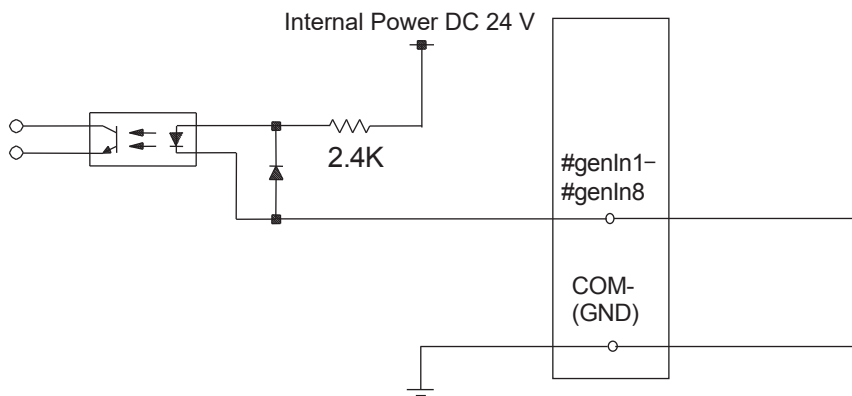 Internal Power DC 24 V
2.4K
#genIn1–
#genIn8
COM-
(GND)